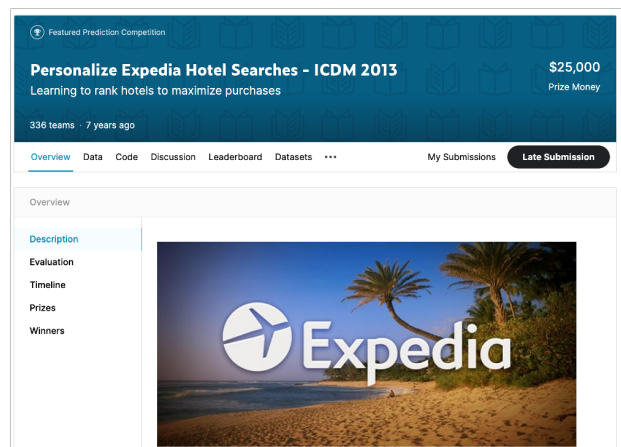 Featured Prediction Competition
Personalize Expedia Hotel Searches - ICDM 2013
$25,000
Learning to rank hotels to maximize purchases
Prize Money
336 teams · 7 years ago
Overview Data Code Discussion Leaderboard Datasets ••• My Submissions Late Submission
Overview
Description
Evaluation
Timeline
Prizes
Winners
Expedia